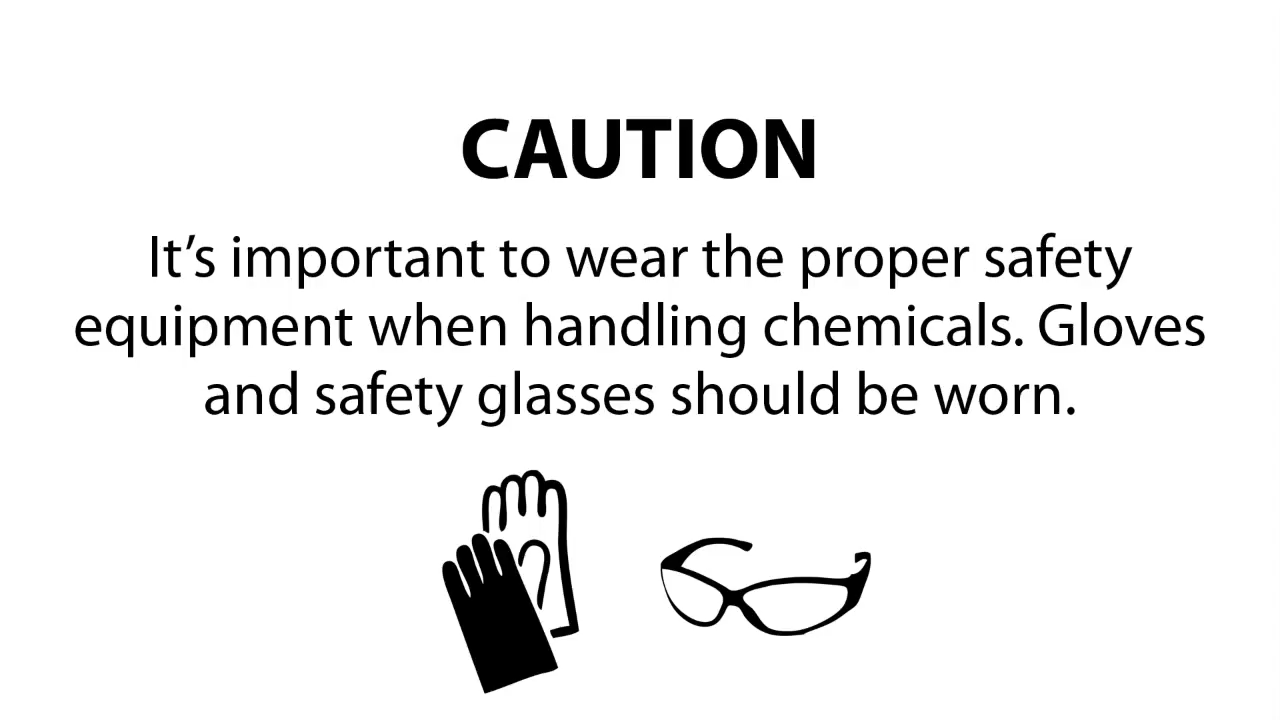 CAUTION
It’s important to wear the proper safety
equipment when handling chemicals. Gloves
and safety glasses should be worn.